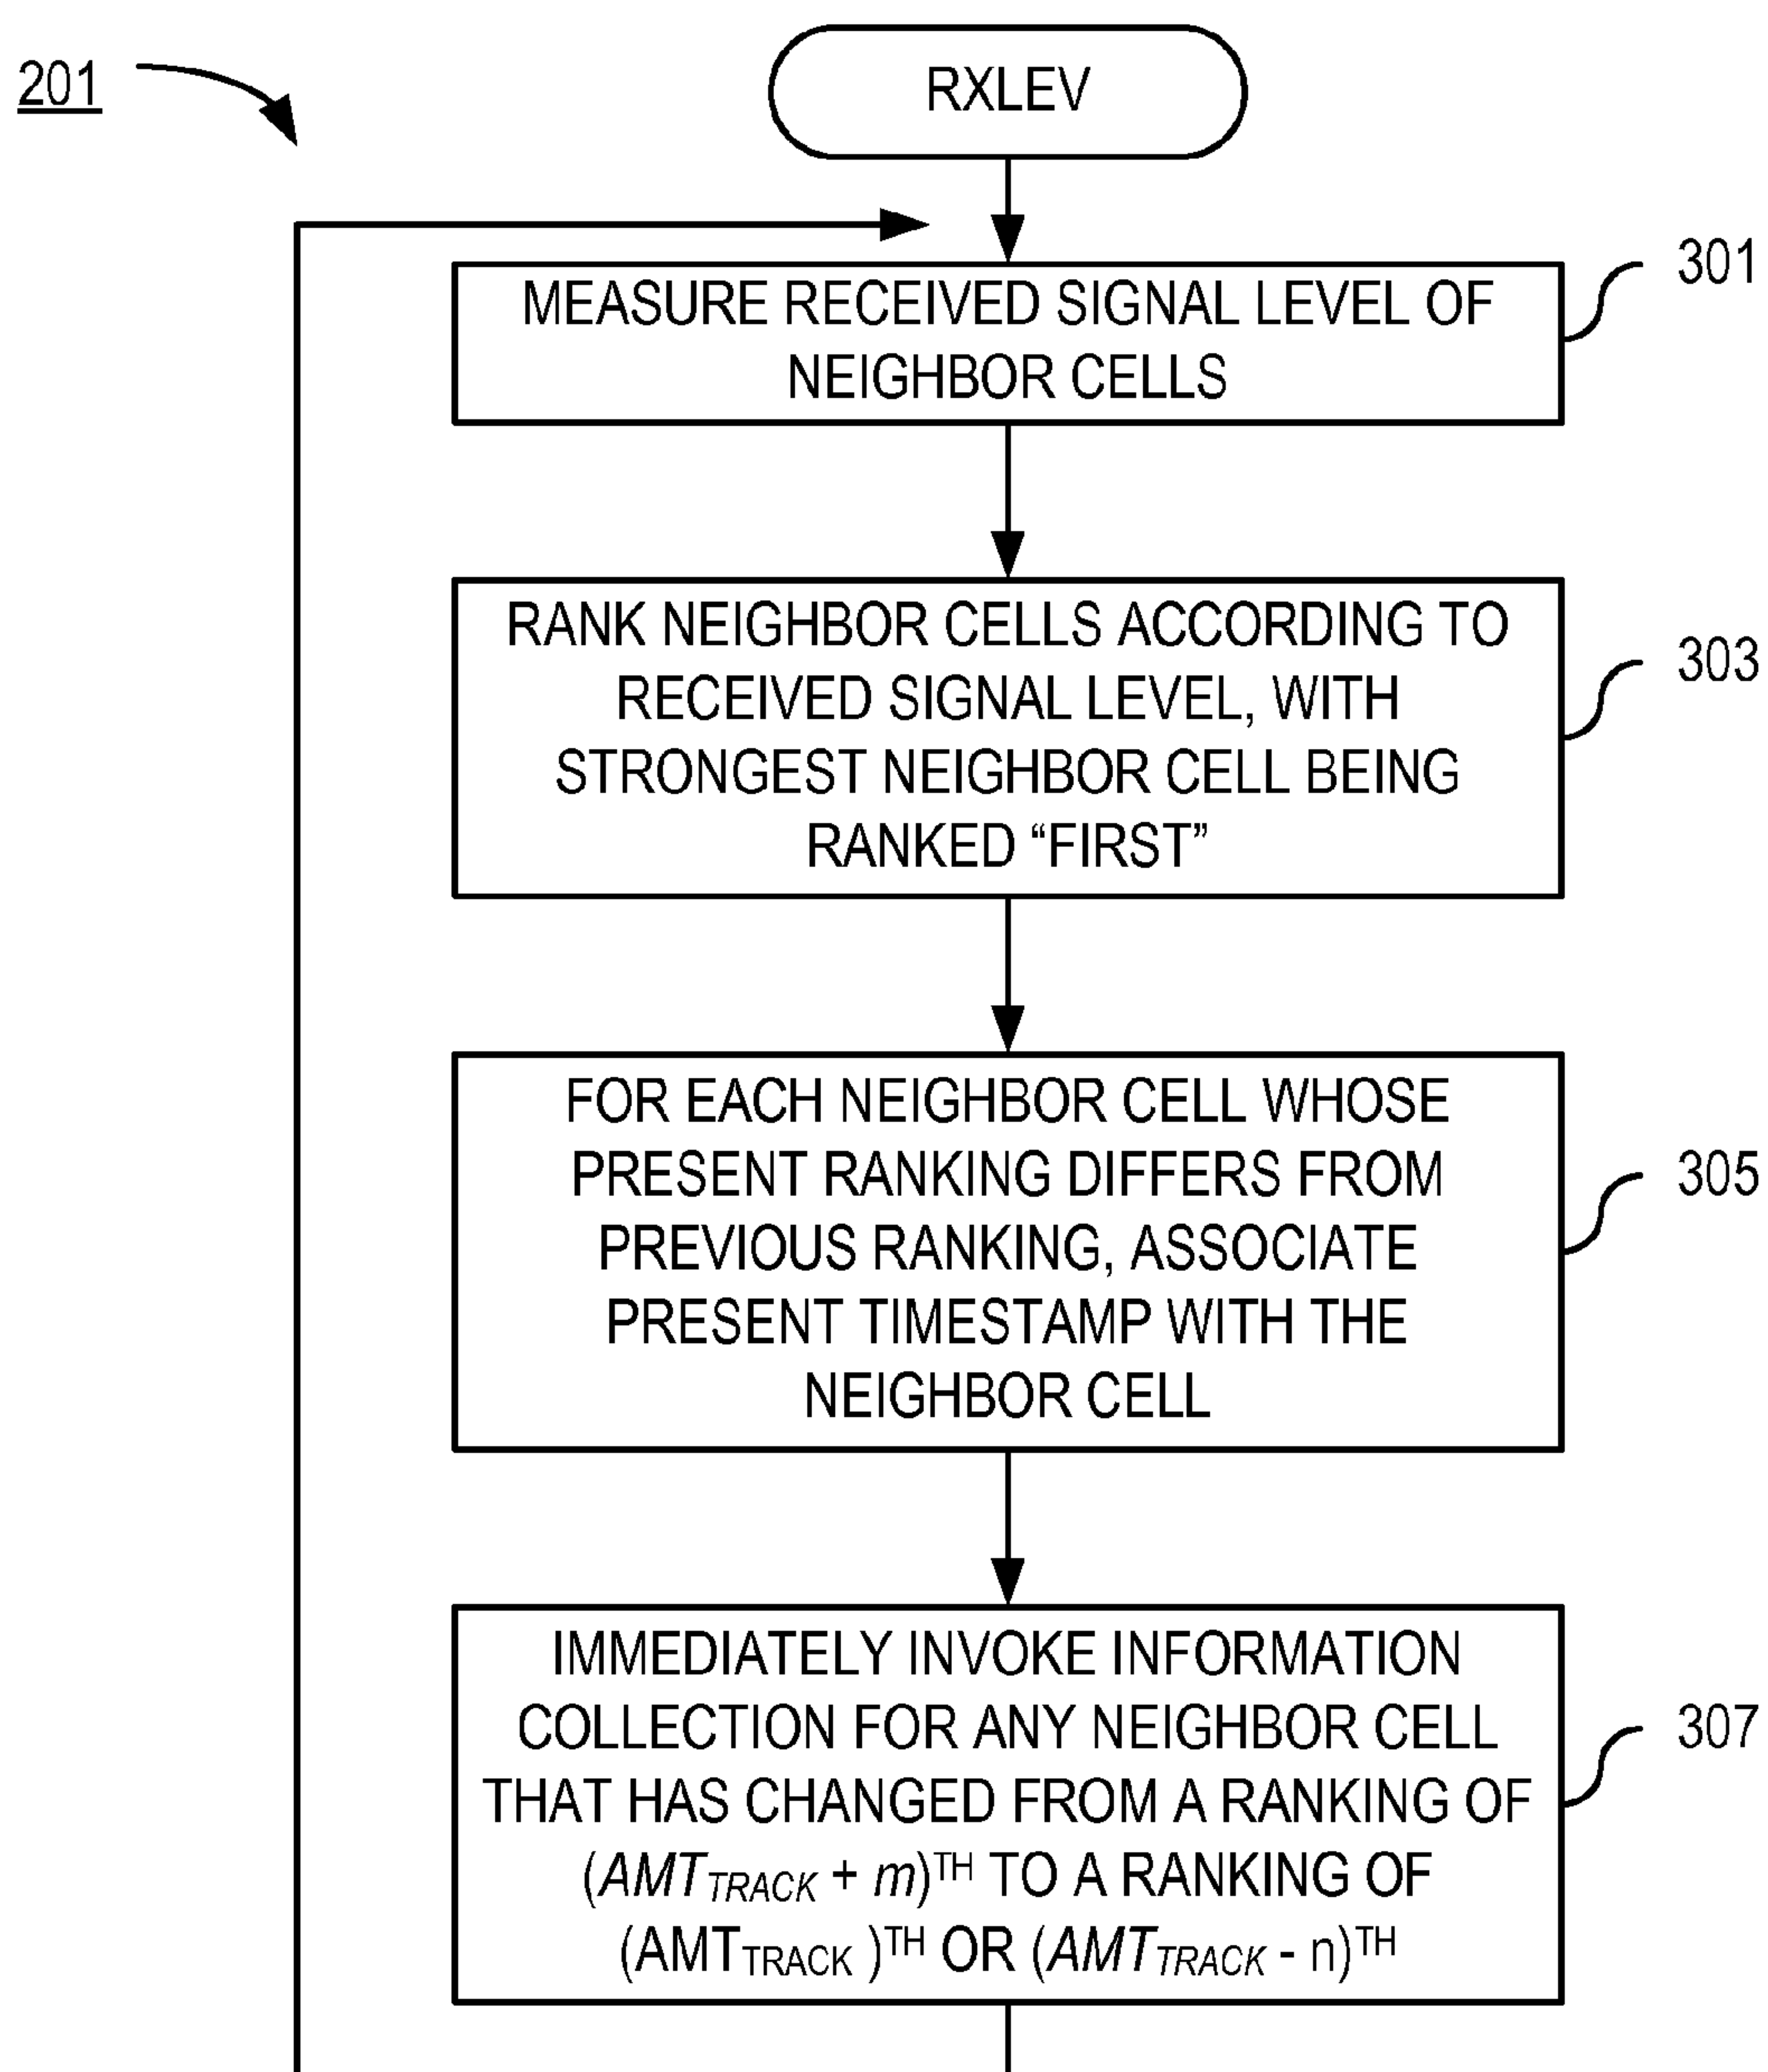 201
RXLEV
301
MEASURE RECEIVED SIGNAL LEVEL OF
NEIGHBOR CELLS
303
RANK NEIGHBOR CELLS ACCORDING TO
RECEIVED SIGNAL LEVEL, WITH
STRONGEST NEIGHBOR CELL BEING
RANKED “FIRST”
305
FOR EACH NEIGHBOR CELL WHOSE
PRESENT RANKING DIFFERS FROM
PREVIOUS RANKING, ASSOCIATE
PRESENT TIMESTAMP WITH THE
NEIGHBOR CELL
307
IMMEDIATELY INVOKE INFORMATION
COLLECTION FOR ANY NEIGHBOR CELL
THAT HAS CHANGED FROM A RANKING OF
(AMT_TRACK + m)^TH TO A RANKING OF
(AMT_TRACK )^TH OR (AMT_TRACK - n)^TH